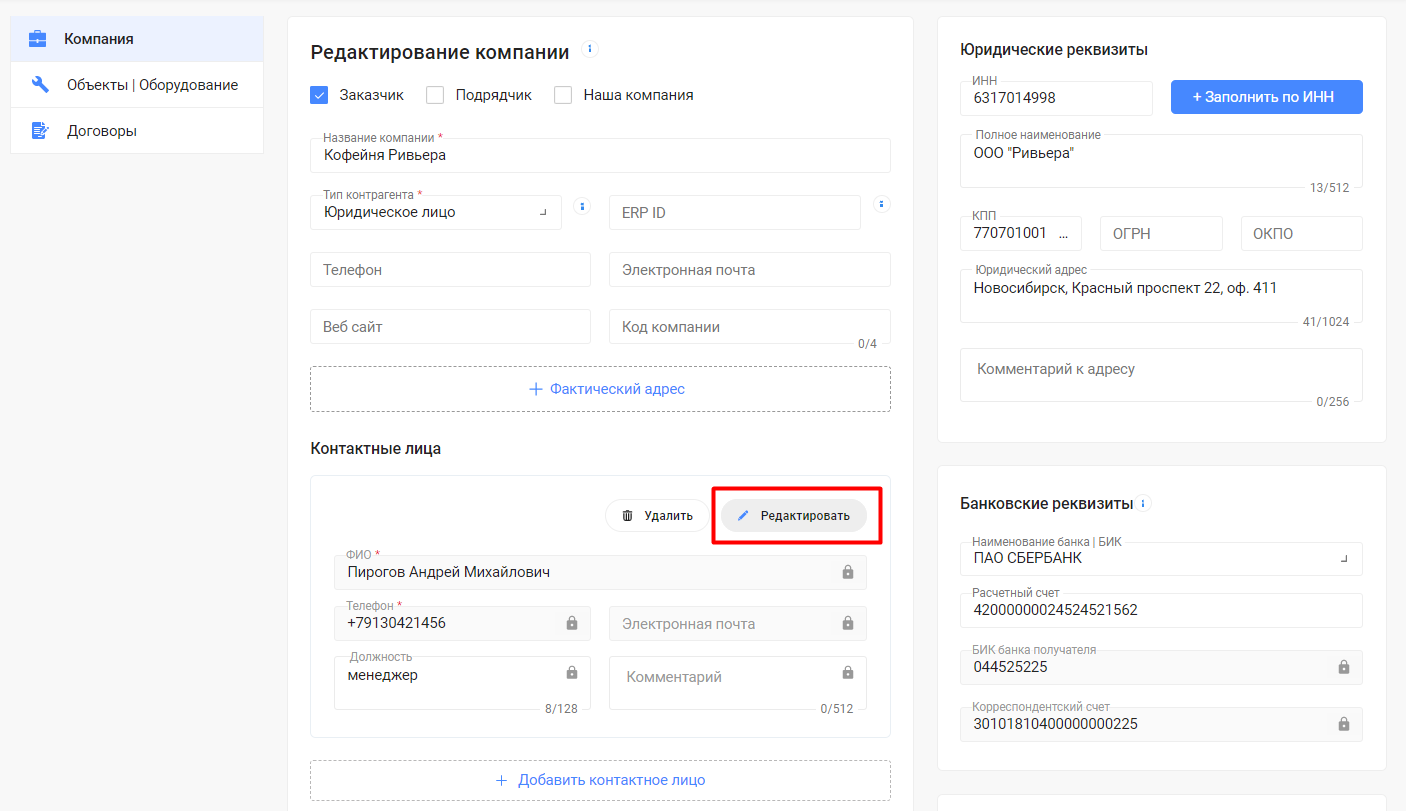 Компания
Объекты | Оборудование
Договоры
Редактирование компании
Заказчик Подрядчик Наша компания
Название компании *
Кофейня Ривьера
Тип контрагента *
Юридическое лицо
ERP ID
Телефон Электронная почта
Веб сайт Код компании
0/4
+ Фактический адрес
Контактные лица
Удалить Редактировать
ФИО *
Пирогов Андрей Михайлович
Телефон *
+79130421456
Электронная почта
Должность
менеджер
Комментарий
8/128 0/512
+ Добавить контактное лицо
Юридические реквизиты
ИНН
6317014998
+ Заполнить по ИНН
Полное наименование
ООО "Ривьера"
13/512
КПП
770701001 ...
ОГРН ОКПО
Юридический адрес
Новосибирск, Красный проспект 22, оф. 411
41/1024
Комментарий к адресу
0/256
Банковские реквизиты
Наименование банка | БИК
ПАО СБЕРБАНК
Расчетный счет
42000000024524521562
БИК банка получателя
044525225
Корреспондентский счет
30101810400000000225